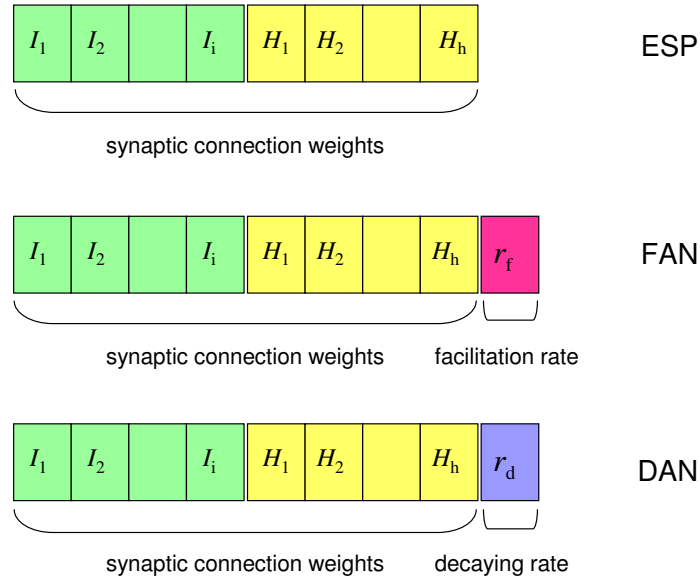 I1 I2 Ii H1 H2 Hh ESP
synaptic connection weights
I1 I2 Ii H1 H2 Hh rf FAN
synaptic connection weights facilitation rate
I1 I2 Ii H1 H2 Hh rd DAN
synaptic connection weights decaying rate